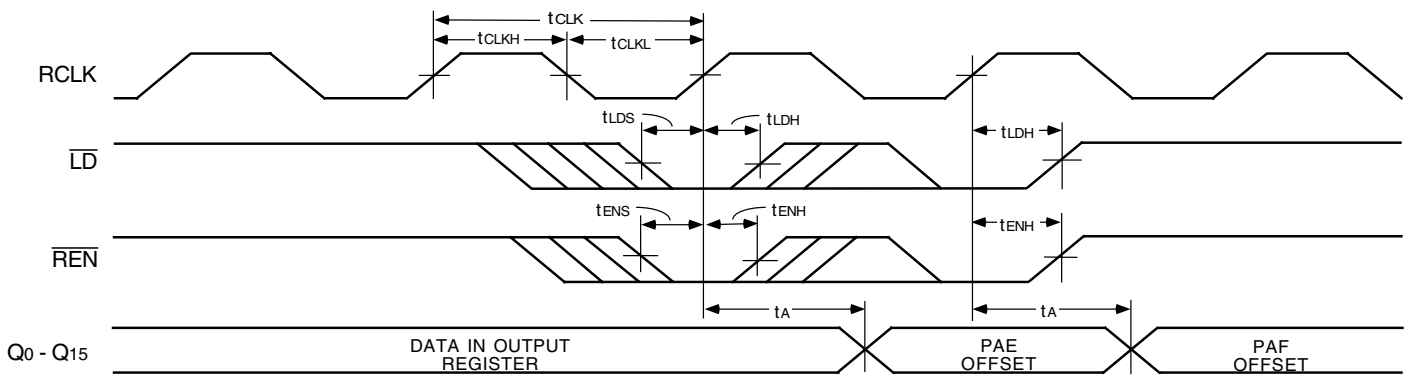 tCLK
tCLKH tCLKL
RCLK
tLDS tLDH tLDH
LD
tENS tENH tENH
REN
tA tA
Q0 - Q15 DATA IN OUTPUT REGISTER PAE OFFSET PAF OFFSET